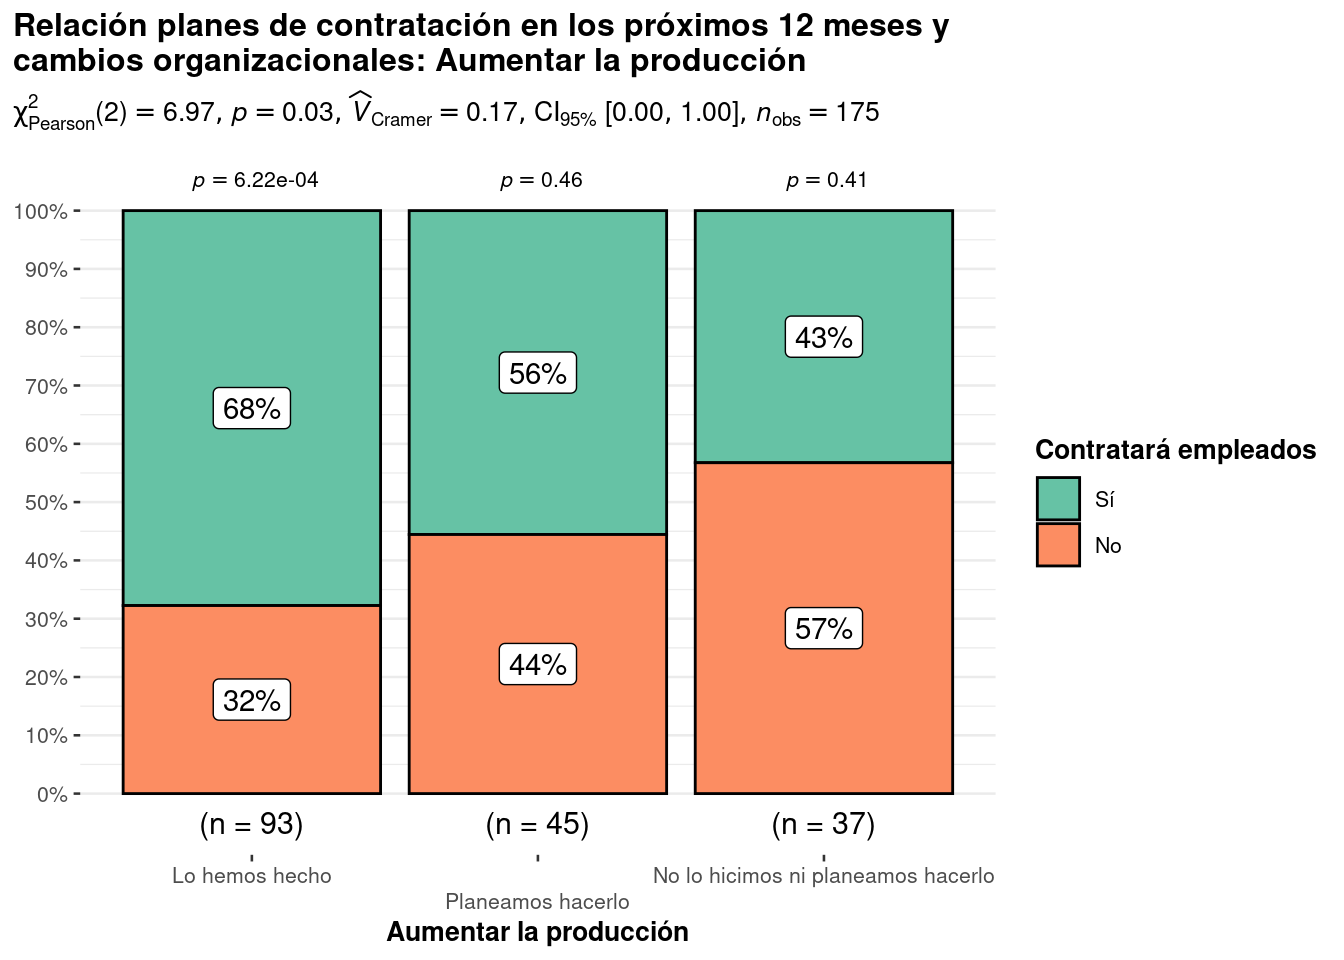 Relación planes de contratación en los próximos 12 meses y
cambios organizacionales: Aumentar la producción
χ²Pearson(2) = 6.97, p = 0.03, V̂Cramer = 0.17, CI95% [0.00, 1.00], nobs = 175
p = 6.22e-04
p = 0.46
p = 0.41
100%
90%
80%
70%
60%
50%
40%
30%
20%
10%
0%
68%
56%
43%
32%
44%
57%
Contratará empleados
Sí
No
(n = 93)
(n = 45)
(n = 37)
Lo hemos hecho
Planeamos hacerlo
No lo hicimos ni planeamos hacerlo
Aumentar la producción